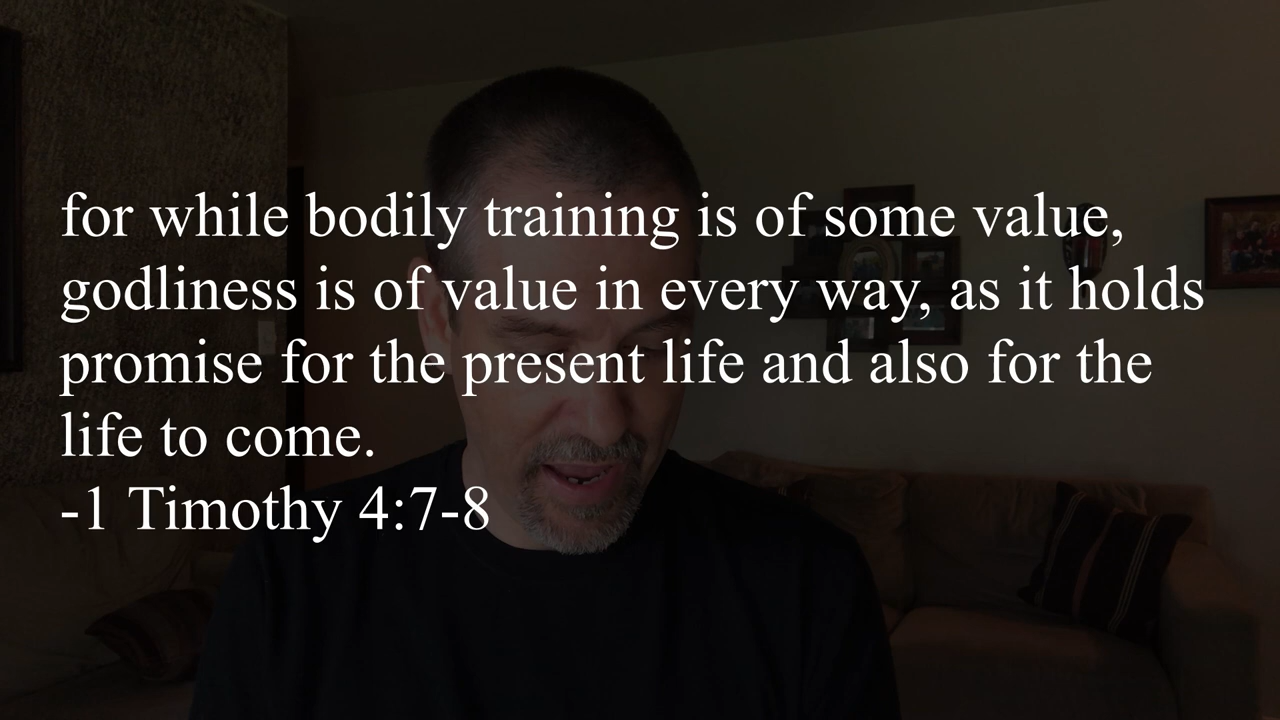 for while bodily training is of some value,
godliness is of value in every way, as it holds
promise for the present life and also for the
life to come.
-1 Timothy 4:7-8